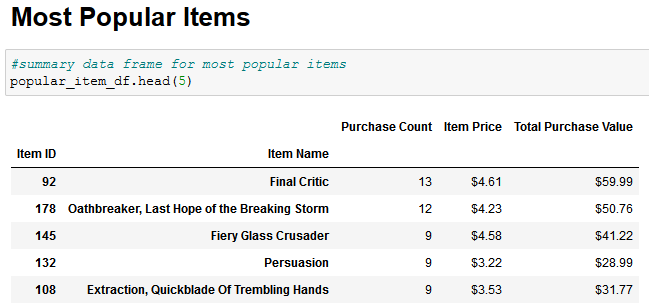 Most Popular Items
#summary data frame for most popular items
popular_item_df.head(5)
Purchase Count Item Price Total Purchase Value
Item ID Item Name
92 Final Critic 13 $4.61 $59.99
178 Oathbreaker, Last Hope of the Breaking Storm 12 $4.23 $50.76
145 Fiery Glass Crusader 9 $4.58 $41.22
132 Persuasion 9 $3.22 $28.99
108 Extraction, Quickblade Of Trembling Hands 9 $3.53 $31.77